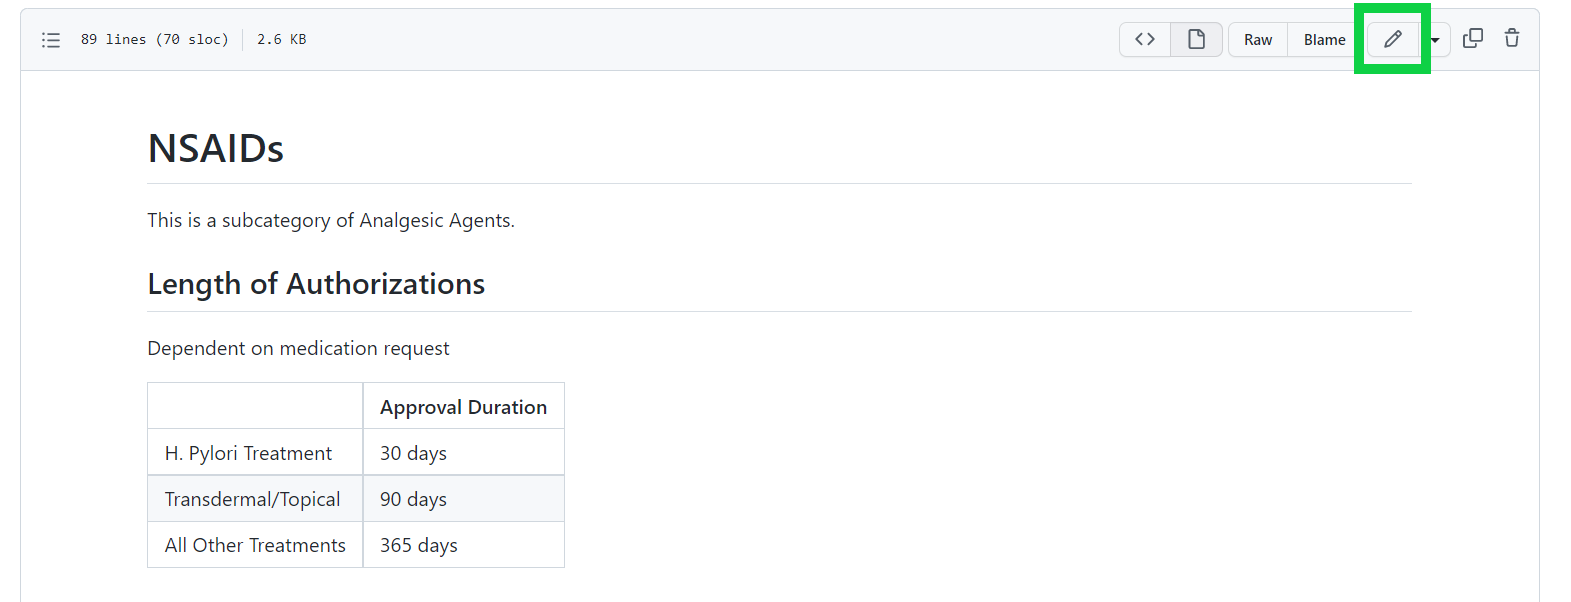 89 lines (70 sloc) 2.6 KB Raw Blame
NSAIDs
This is a subcategory of Analgesic Agents.
Length of Authorizations
Dependent on medication request
Approval Duration
H. Pylori Treatment 30 days
Transdermal/Topical 90 days
All Other Treatments 365 days